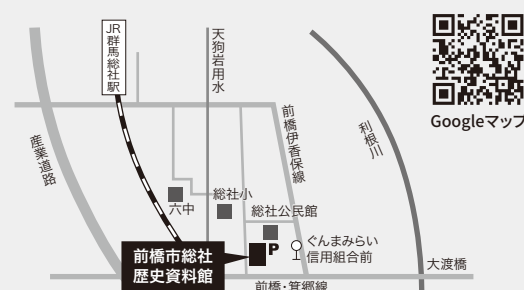 JR群馬総社駅
天狗岩用水
Googleマップ
前橋伊香保線
利根川
産業道路
六中
総社小
総社公民館
P
ぐんまみらい
信用組合前
前橋市総社
歴史資料館
大渡橋
前橋・箕郷線